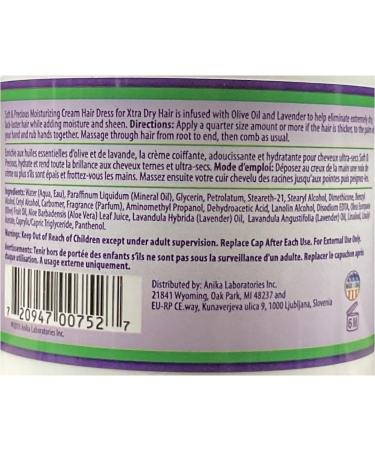 Soft & Precious Moisturizing Cream Hair Dress for Xtra Dry Hair is infused with Olive Oil and Lavender to help eliminate extremely dry,
lack-luster hair while adding moisture and sheen. Directions: Apply a quarter size amount or more if the hair is thicker, to the palm of
your hand and rub hands together. Massage through hair from root to end, then comb as usual.
Enrichie aux huiles essentielles d'olive et de lavande, la crème coiffante, adoucissante et hydratante pour cheveux ultra-secs Soft &
Precious, hydrate et rend toute la brillance aux cheveux ternes et ultra-secs. Mode d'emploi: Déposez au creux de la main une noix de
crème ou plus si ils sont épais et frottez-vous les mains. Massez ensuite votre cuir chevelu des racines jusqu'aux pointes puis peignez.
Ingredients: Water (Aqua, Eau), Paraffinum Liquidum (Mineral Oil), Glycerin, Petrolatum, Steareth-21, Stearyl Alcohol, Dimethicone, Benzyl
Alcohol, Cetyl Alcohol, Carbomer, Fragrance (Parfum), Aminomethyl Propanol, Dehydroacetic Acid, Lanolin Alcohol, Disodium EDTA, Olea Europaea
(Olive) Fruit Oil, Aloe Barbadensis (Aloe Vera) Leaf Juice, Lavandula Hybrida (Lavender) Oil, Lavandula Angustifolia (Lavender) Oil, Linalool, Linalyl
Acetate, Caprylic/Capric Triglyceride, Panthenol
Warnings: Keep Out of Reach of Children except under adult supervision. Replace Cap After Each Use. For External Use Only.
Avertissements: Tenir hors de portée des enfants s'ils ne sont pas sous la surveillance d'un adulte. Replacer le capuchon après
chaque utilisation. A usage externe uniquement.
Distributed by: Anika Laboratories Inc.
21841 Wyoming, Oak Park, MI 48237 and
EU-RP CE.way, Kunaverjeva ulica 9, 1000 Ljubljana, Slovenia
7 20947 00752 7
6M
Anika Laboratories Inc.